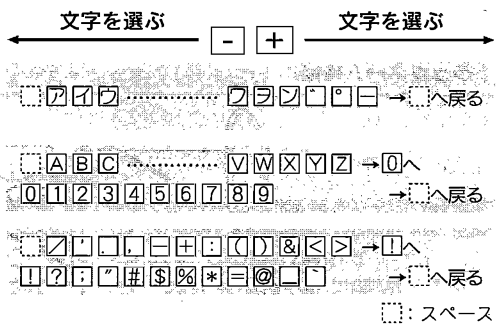 文字を選ぶ - + 文字を選ぶ
アイウ ………… ワヲン゛゜ー →へ戻る
ABC ………… VWXYZ →0へ
0123456789 →へ戻る
/'.,ー+:()&<> →!へ
!?;"#$%*=@_` →へ戻る
:スペース